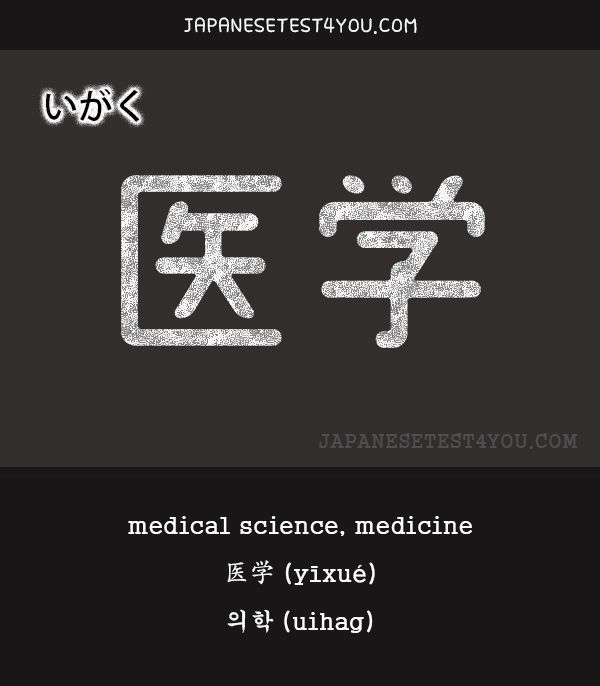 JAPANESETEST4YOU.COM
いがく
医学
JAPANESETEST4YOU.COM
medical science, medicine
医学 (yīxué)
의학 (uihag)